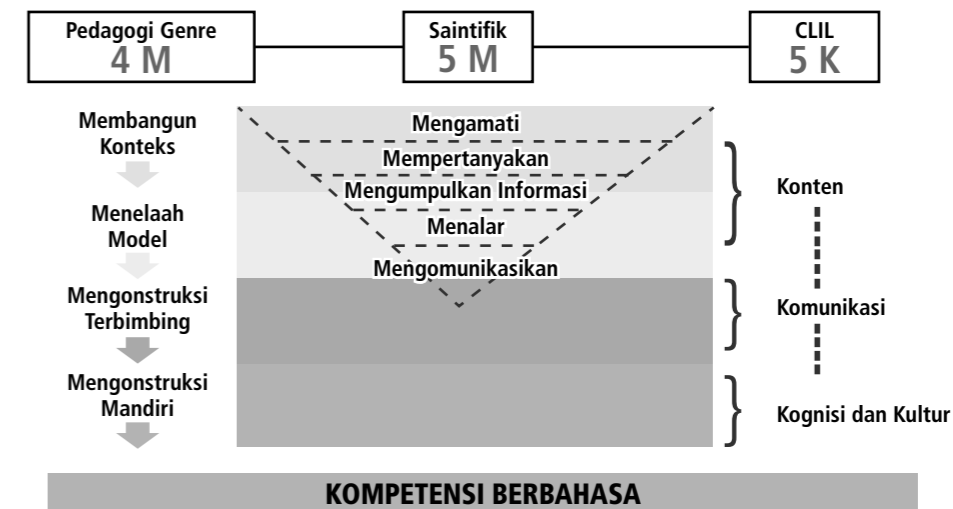 Pedagogi Genre
4 M
Saintifik
5 M
CLIL
5 K
Membangun
Konteks
Menelaah
Model
Mengonstruksi
Terbimbing
Mengonstruksi
Mandiri
Mengamati
Mempertanyakan
Mengumpulkan Informasi
Menalar
Mengomunikasikan
Konten
Komunikasi
Kognisi dan Kultur
KOMPETENSI BERBAHASA